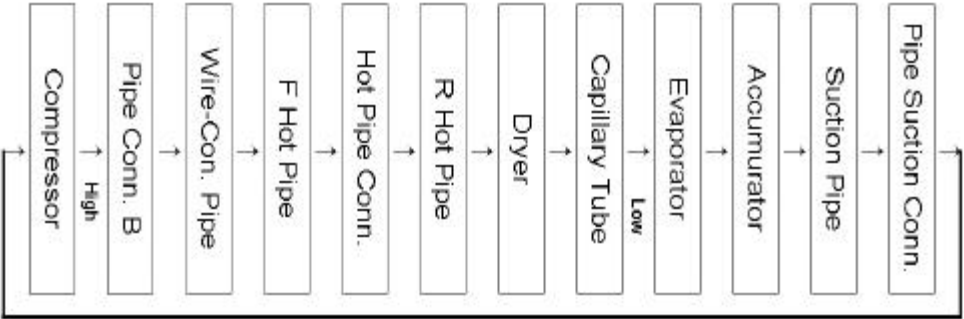 Compressor
High
Pipe Conn. B
Wire-Con. Pipe
F Hot Pipe
Hot Pipe Conn.
R Hot Pipe
Dryer
Capillary Tube
Low
Evaporator
Accumurator
Suction Pipe
Pipe Suction Conn.